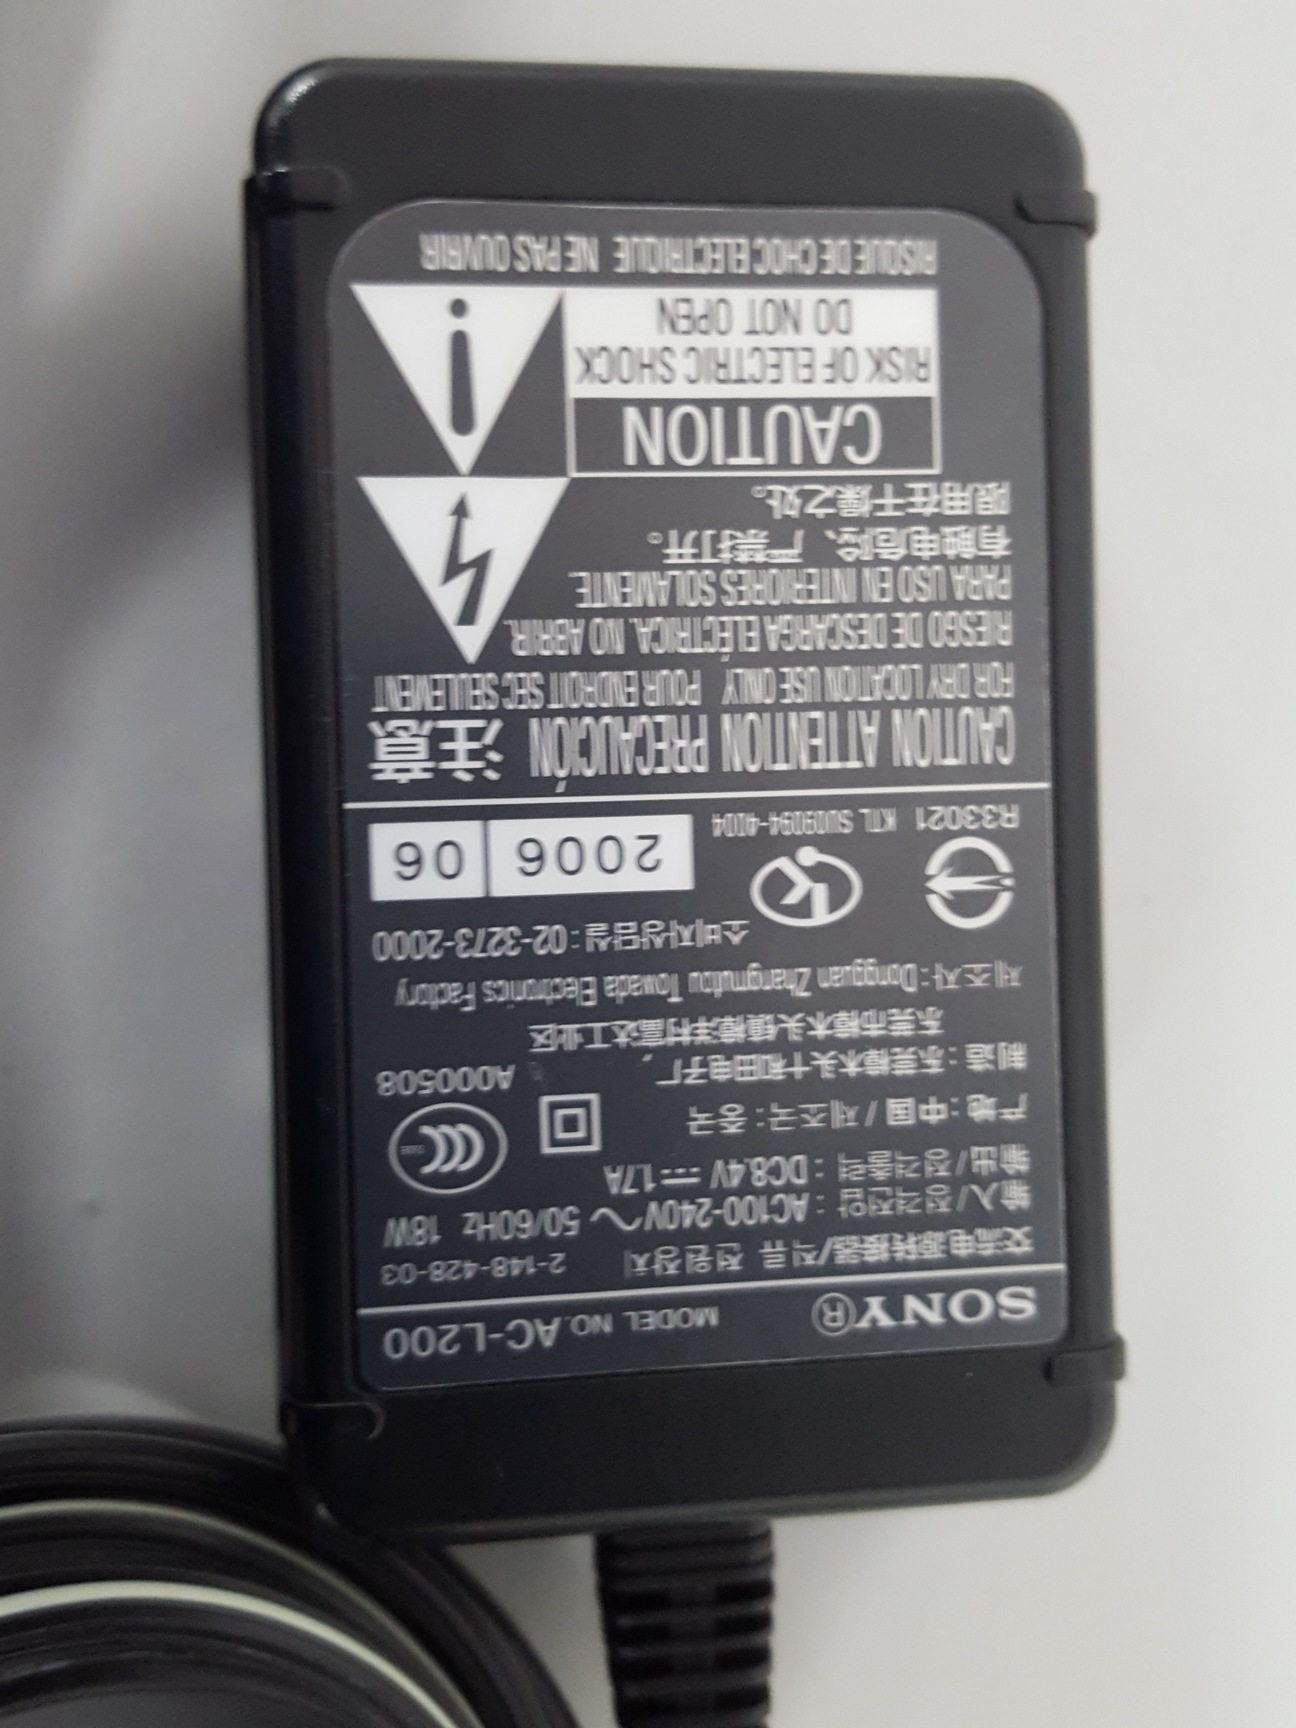 SONY® MODEL NO. AC-L200
交流电源转接器/직류 전원장치 2-148-428-03
输入/정격전압: AC100-240V~ 50/60Hz 18W
输出/정격출력: DC8.4V ⎓ 1.7A
产地:中国/제조국:중국
制造:东莞樟木头十和田电子厂, A000508
东莞市樟木头镇樟洋村富达工业区
제조자:Dongguan Zhangmutou Towada Electronics Factory
소비자상담실:02-3273-2000
2006 06
R33021 KTL SU09094-4004
CAUTION ATTENTION PRECAUCIÓN 注意
FOR DRY LOCATION USE ONLY POUR ENDROIT SEC SEULEMENT
RIESGO DE DESCARGA ELÉCTRICA. NO ABRIR.
PARA USO EN INTERIORES SOLAMENTE.
有触电危险、严禁打开。
限用在干燥之处。
CAUTION
RISK OF ELECTRIC SHOCK
DO NOT OPEN
RISQUE DE CHOC ELECTRIQUE NE PAS OUVRIR